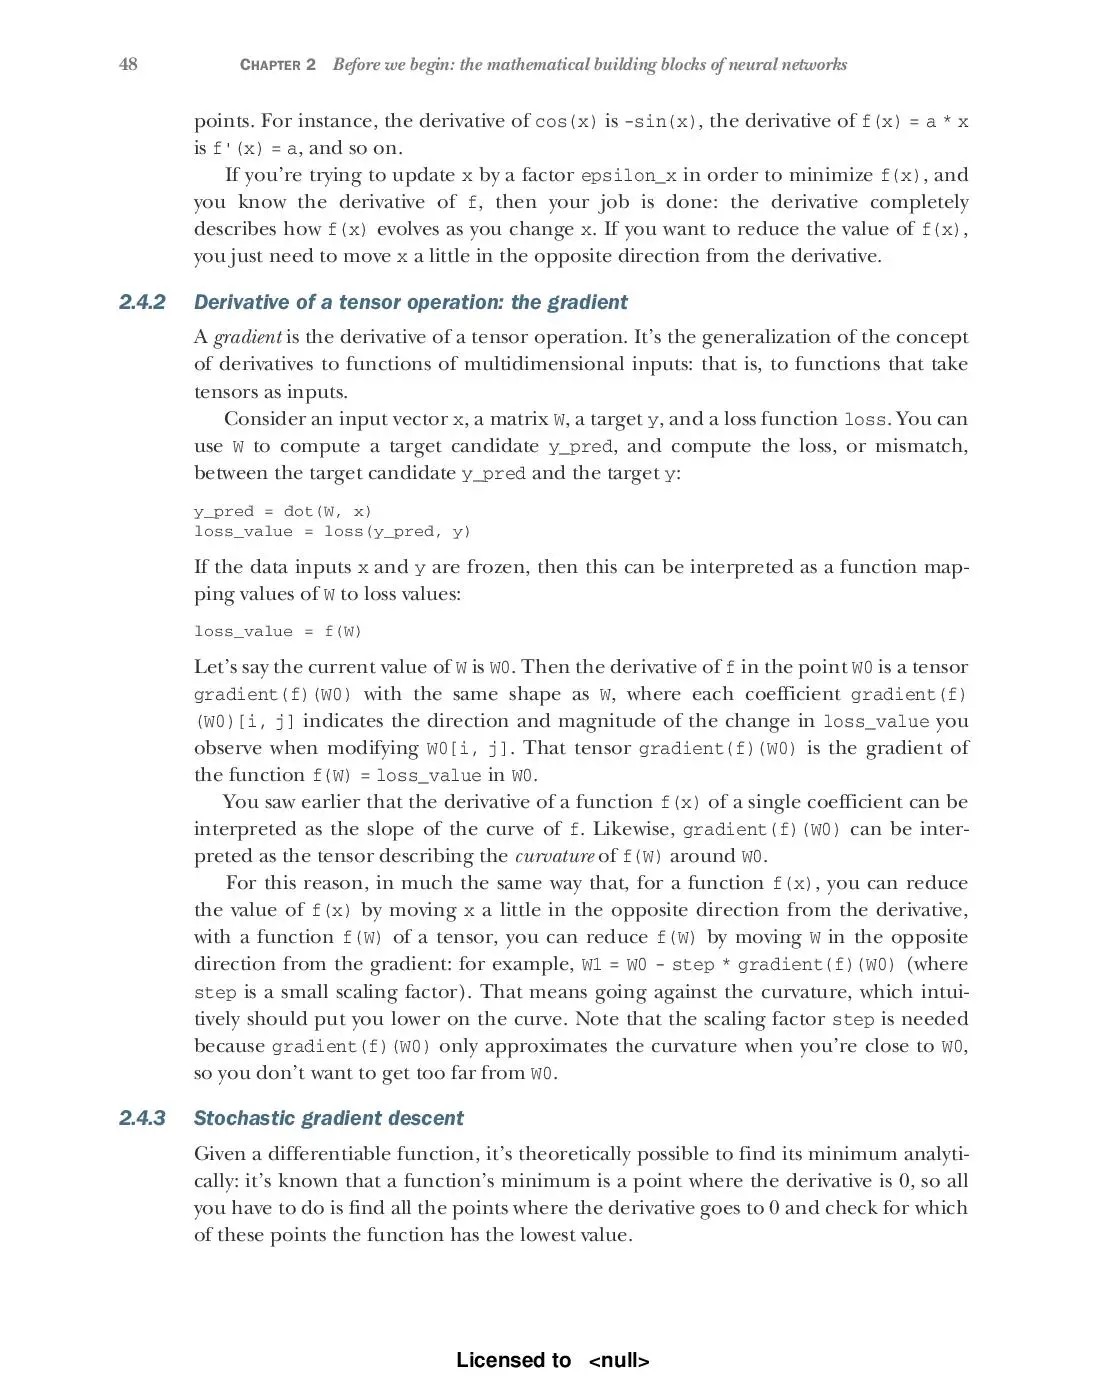 48 CHAPTER 2 Before we begin: the mathematical building blocks of neural networks
points. For instance, the derivative of cos(x) is -sin(x), the derivative of f(x) = a * x
is f'(x) = a, and so on.
If you're trying to update x by a factor epsilon_x in order to minimize f(x), and
you know the derivative of f, then your job is done: the derivative completely
describes how f(x) evolves as you change x. If you want to reduce the value of f(x),
you just need to move x a little in the opposite direction from the derivative.
2.4.2 Derivative of a tensor operation: the gradient
A gradient is the derivative of a tensor operation. It's the generalization of the concept
of derivatives to functions of multidimensional inputs: that is, to functions that take
tensors as inputs.
Consider an input vector x, a matrix W, a target y, and a loss function loss. You can
use W to compute a target candidate y_pred, and compute the loss, or mismatch,
between the target candidate y_pred and the target y:
y_pred = dot(W, x)
loss_value = loss(y_pred, y)
If the data inputs x and y are frozen, then this can be interpreted as a function map-
ping values of W to loss values:
loss_value = f(W)
Let's say the current value of W is W0. Then the derivative of f in the point W0 is a tensor
gradient(f)(W0) with the same shape as W, where each coefficient gradient(f)
(W0)[i, j] indicates the direction and magnitude of the change in loss_value you
observe when modifying W0[i, j]. That tensor gradient(f)(W0) is the gradient of
the function f(W) = loss_value in W0.
You saw earlier that the derivative of a function f(x) of a single coefficient can be
interpreted as the slope of the curve of f. Likewise, gradient(f)(W0) can be inter-
preted as the tensor describing the curvature of f(W) around W0.
For this reason, in much the same way that, for a function f(x), you can reduce
the value of f(x) by moving x a little in the opposite direction from the derivative,
with a function f(W) of a tensor, you can reduce f(W) by moving W in the opposite
direction from the gradient: for example, W1 = W0 - step * gradient(f)(W0) (where
step is a small scaling factor). That means going against the curvature, which intui-
tively should put you lower on the curve. Note that the scaling factor step is needed
because gradient(f)(W0) only approximates the curvature when you're close to W0,
so you don't want to get too far from W0.
2.4.3 Stochastic gradient descent
Given a differentiable function, it's theoretically possible to find its minimum analyti-
cally: it's known that a function's minimum is a point where the derivative is 0, so all
you have to do is find all the points where the derivative goes to 0 and check for which
of these points the function has the lowest value.
Licensed to <null>